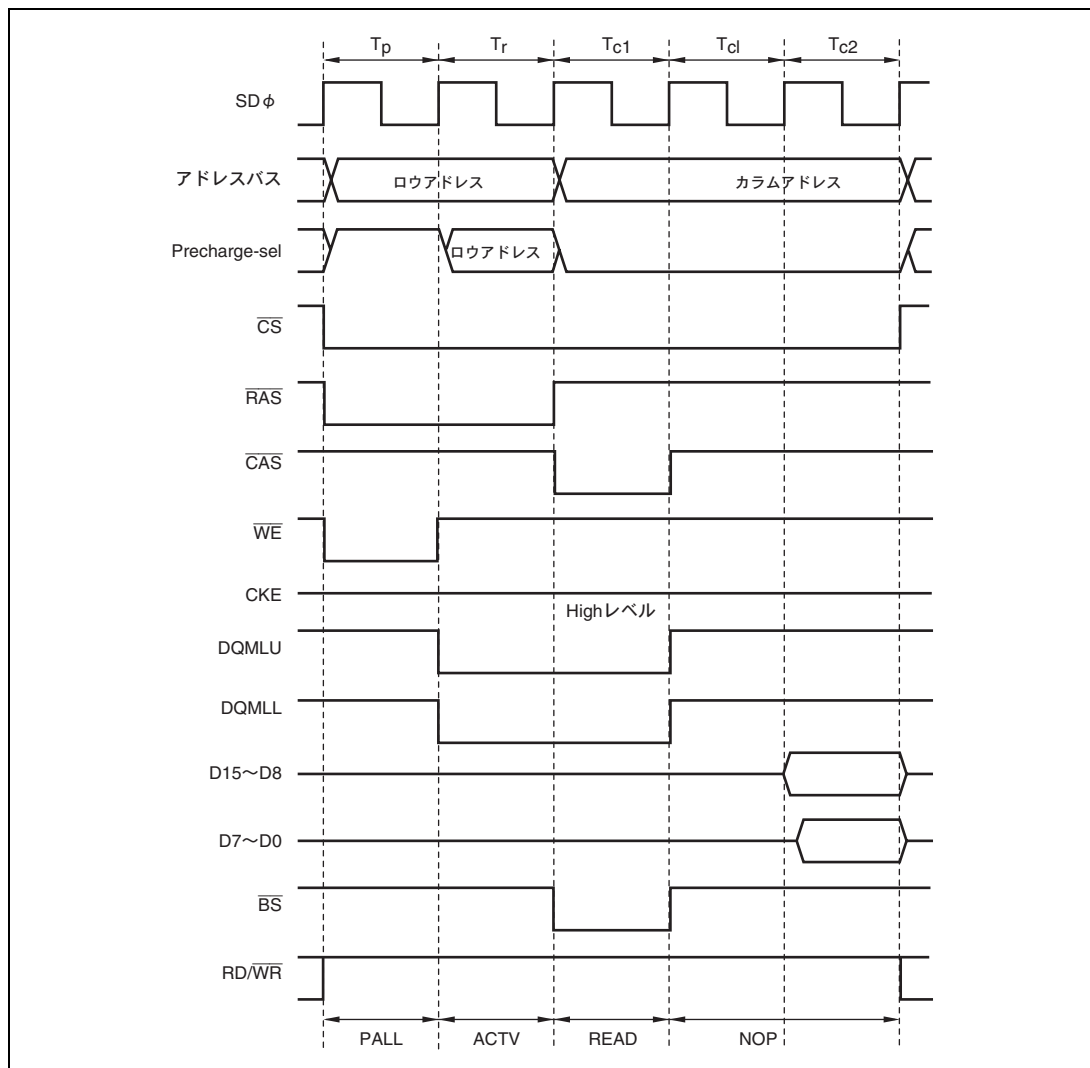 Tp Tr Tc1 Tcl Tc2
SDφ
アドレスバス ロウアドレス カラムアドレス
Precharge-sel ロウアドレス
CS
RAS
CAS
WE
CKE
Highレベル
DQMLU
DQMLL
D15～D8
D7～D0
BS
RD/WR
PALL ACTV READ NOP